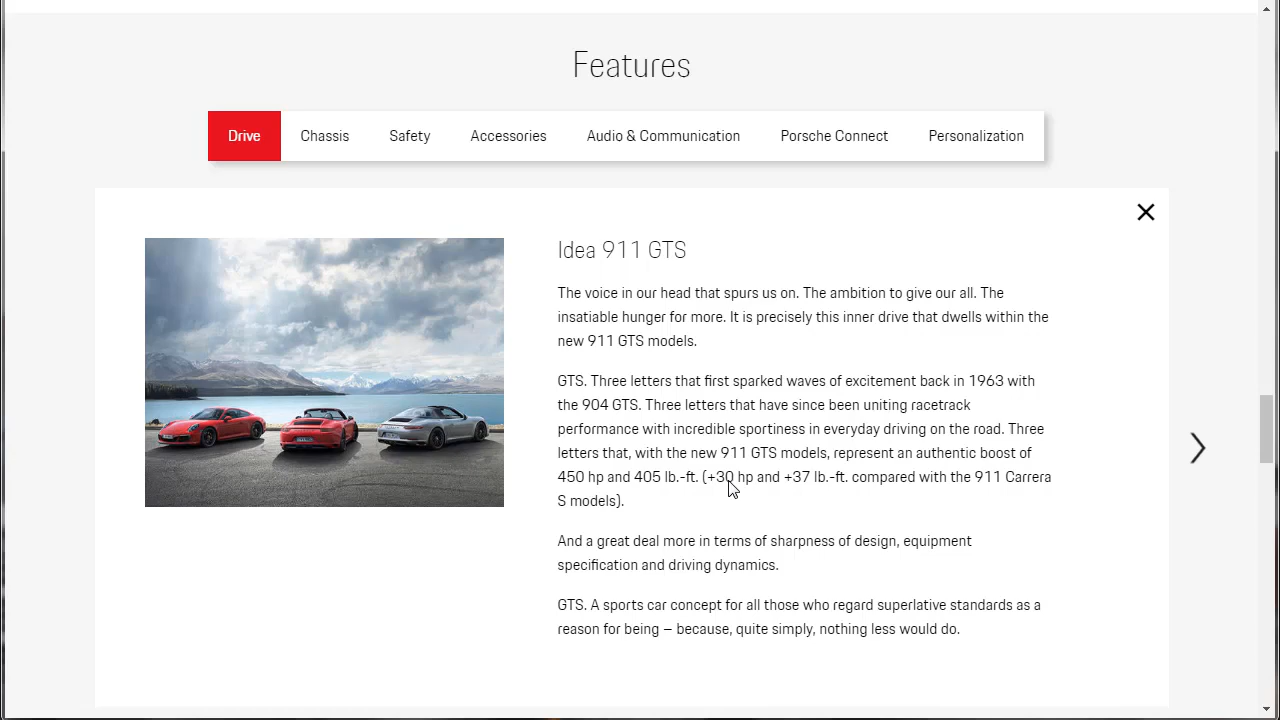 Features
Drive
Chassis
Safety
Accessories
Audio & Communication
Porsche Connect
Personalization
Idea 911 GTS
The voice in our head that spurs us on. The ambition to give our all. The
insatiable hunger for more. It is precisely this inner drive that dwells within the
new 911 GTS models.
GTS. Three letters that first sparked waves of excitement back in 1963 with
the 904 GTS. Three letters that have since been uniting racetrack
performance with incredible sportiness in everyday driving on the road. Three
letters that, with the new 911 GTS models, represent an authentic boost of
450 hp and 405 lb.-ft. (+30 hp and +37 lb.-ft. compared with the 911 Carrera
S models).
And a great deal more in terms of sharpness of design, equipment
specification and driving dynamics.
GTS. A sports car concept for all those who regard superlative standards as a
reason for being – because, quite simply, nothing less would do.